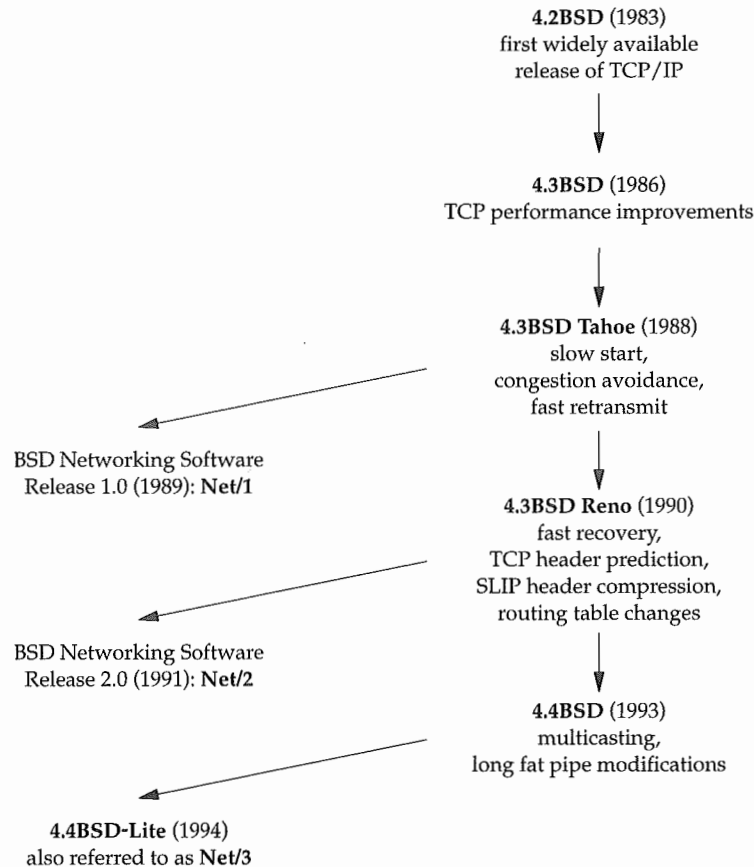 4.2BSD (1983)
first widely available
release of TCP/IP
4.3BSD (1986)
TCP performance improvements
4.3BSD Tahoe (1988)
slow start,
congestion avoidance,
fast retransmit
BSD Networking Software
Release 1.0 (1989): Net/1
4.3BSD Reno (1990)
fast recovery,
TCP header prediction,
SLIP header compression,
routing table changes
BSD Networking Software
Release 2.0 (1991): Net/2
4.4BSD (1993)
multicasting,
long fat pipe modifications
4.4BSD-Lite (1994)
also referred to as Net/3